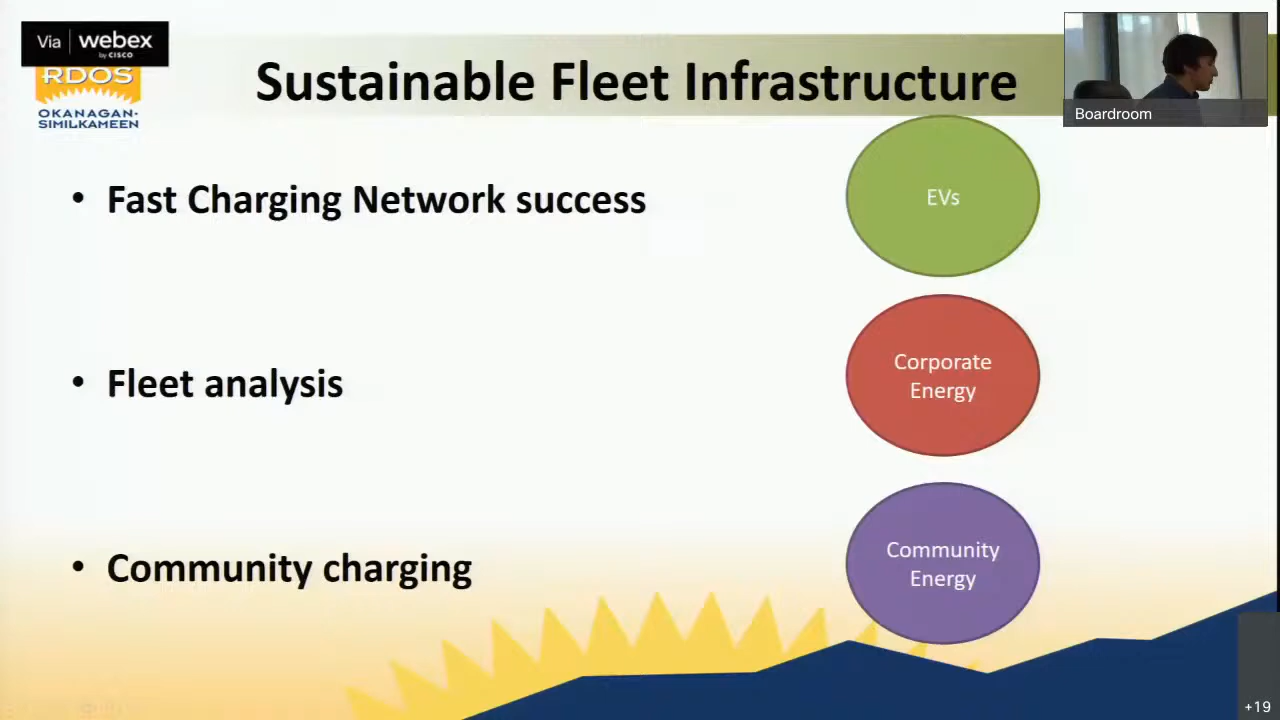 Via webex
by CISCO
RDOS
OKANAGAN-
SIMILKAMEEN
Sustainable Fleet Infrastructure
Boardroom
• Fast Charging Network success
EVs
• Fleet analysis
Corporate
Energy
• Community charging
Community
Energy
+19